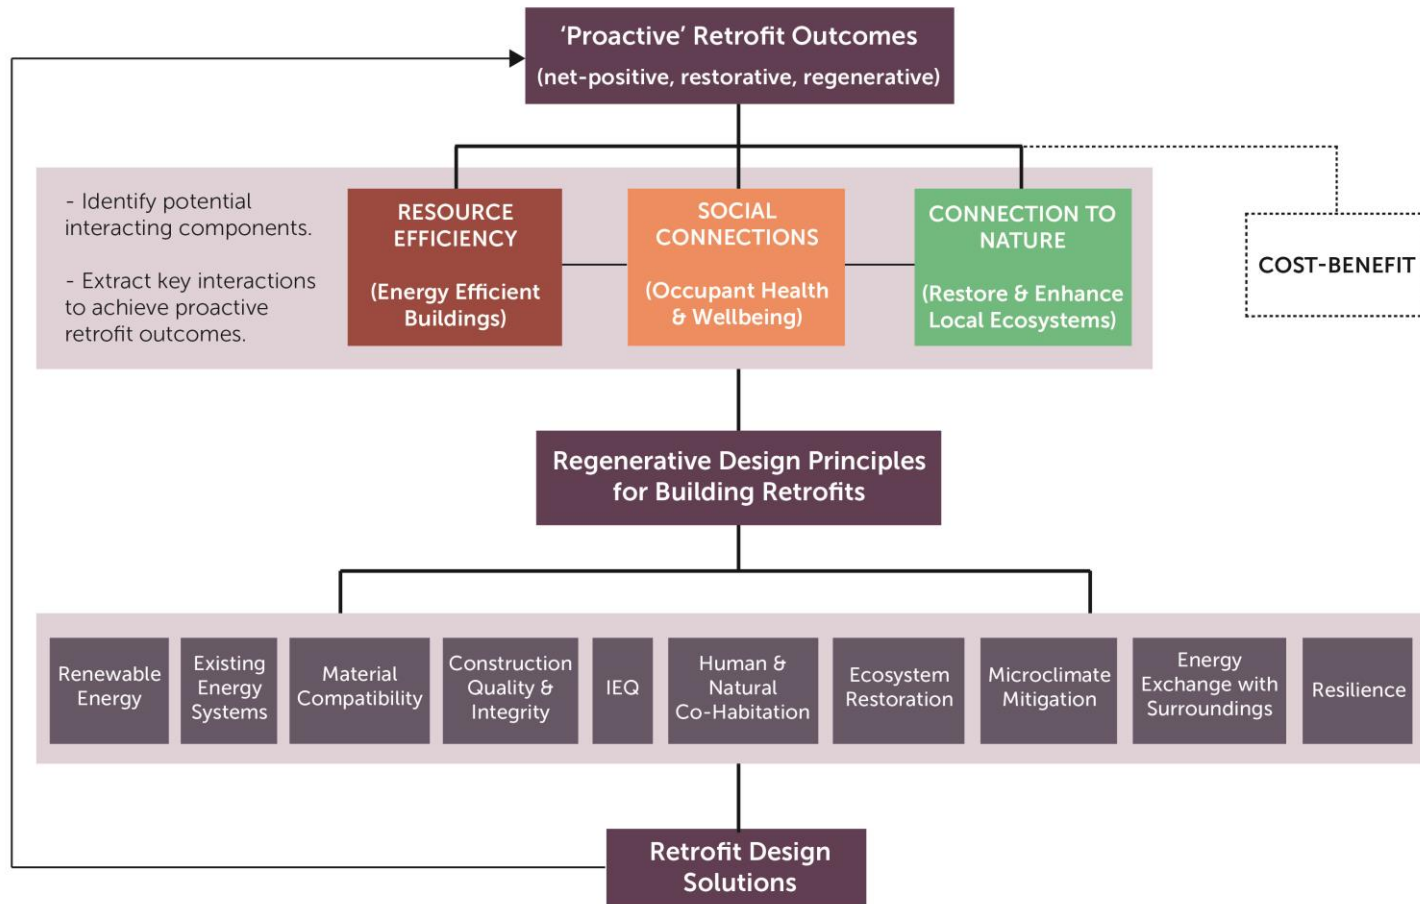 ‘Proactive’ Retrofit Outcomes
(net-positive, restorative, regenerative)
- Identify potential
interacting components.
- Extract key interactions
to achieve proactive
retrofit outcomes.
RESOURCE
EFFICIENCY
(Energy Efficient
Buildings)
SOCIAL
CONNECTIONS
(Occupant Health
& Wellbeing)
CONNECTION TO
NATURE
(Restore & Enhance
Local Ecosystems)
COST-BENEFIT
Regenerative Design Principles
for Building Retrofits
Renewable
Energy
Existing
Energy
Systems
Material
Compatibility
Construction
Quality &
Integrity
IEQ
Human &
Natural
Co-Habitation
Ecosystem
Restoration
Microclimate
Mitigation
Energy
Exchange with
Surroundings
Resilience
Retrofit Design
Solutions